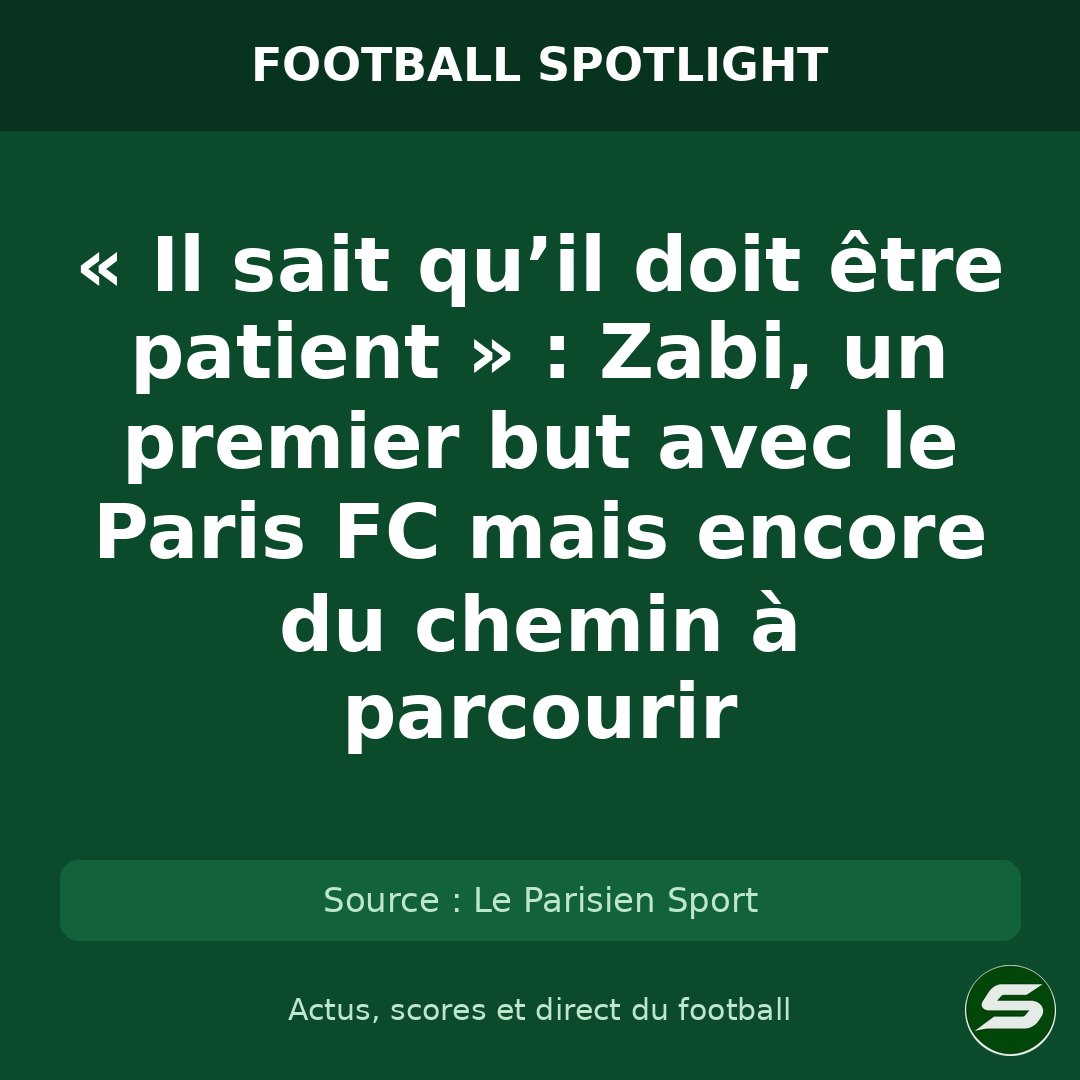 FOOTBALL SPOTLIGHT
« Il sait qu’il doit être
patient » : Zabi, un
premier but avec le
Paris FC mais encore
du chemin à
parcourir
Source : Le Parisien Sport
Actus, scores et direct du football
S